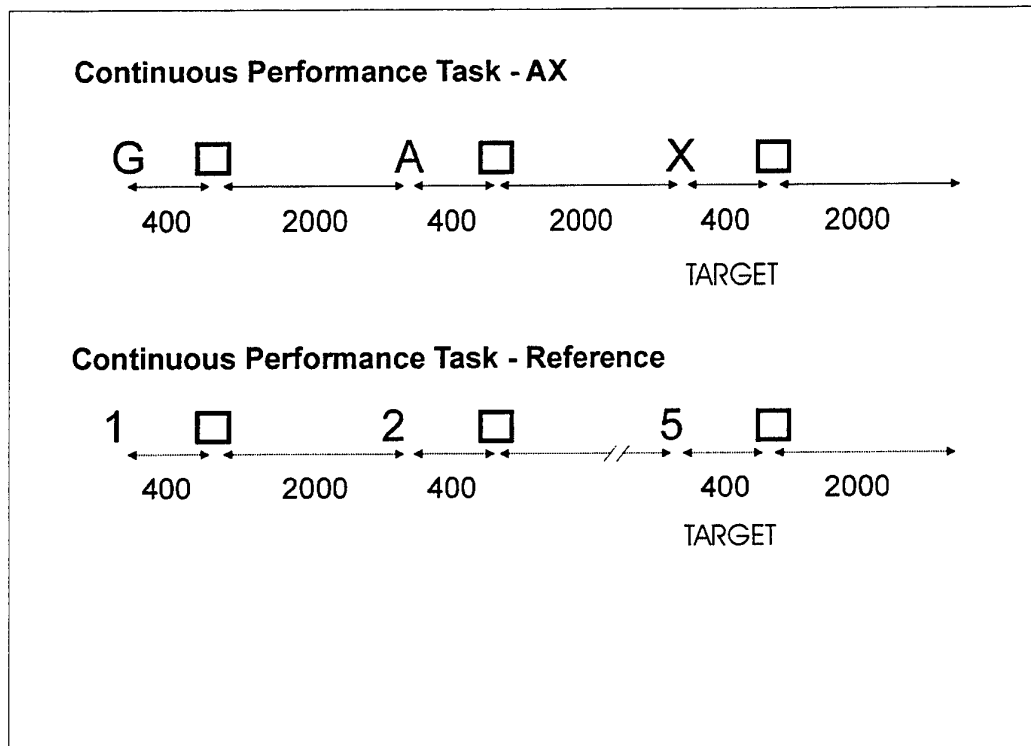 Continuous Performance Task - AX
G A X
400 2000 400 2000 400 2000
TARGET
Continuous Performance Task - Reference
1 2 5
400 2000 400 400 2000
TARGET